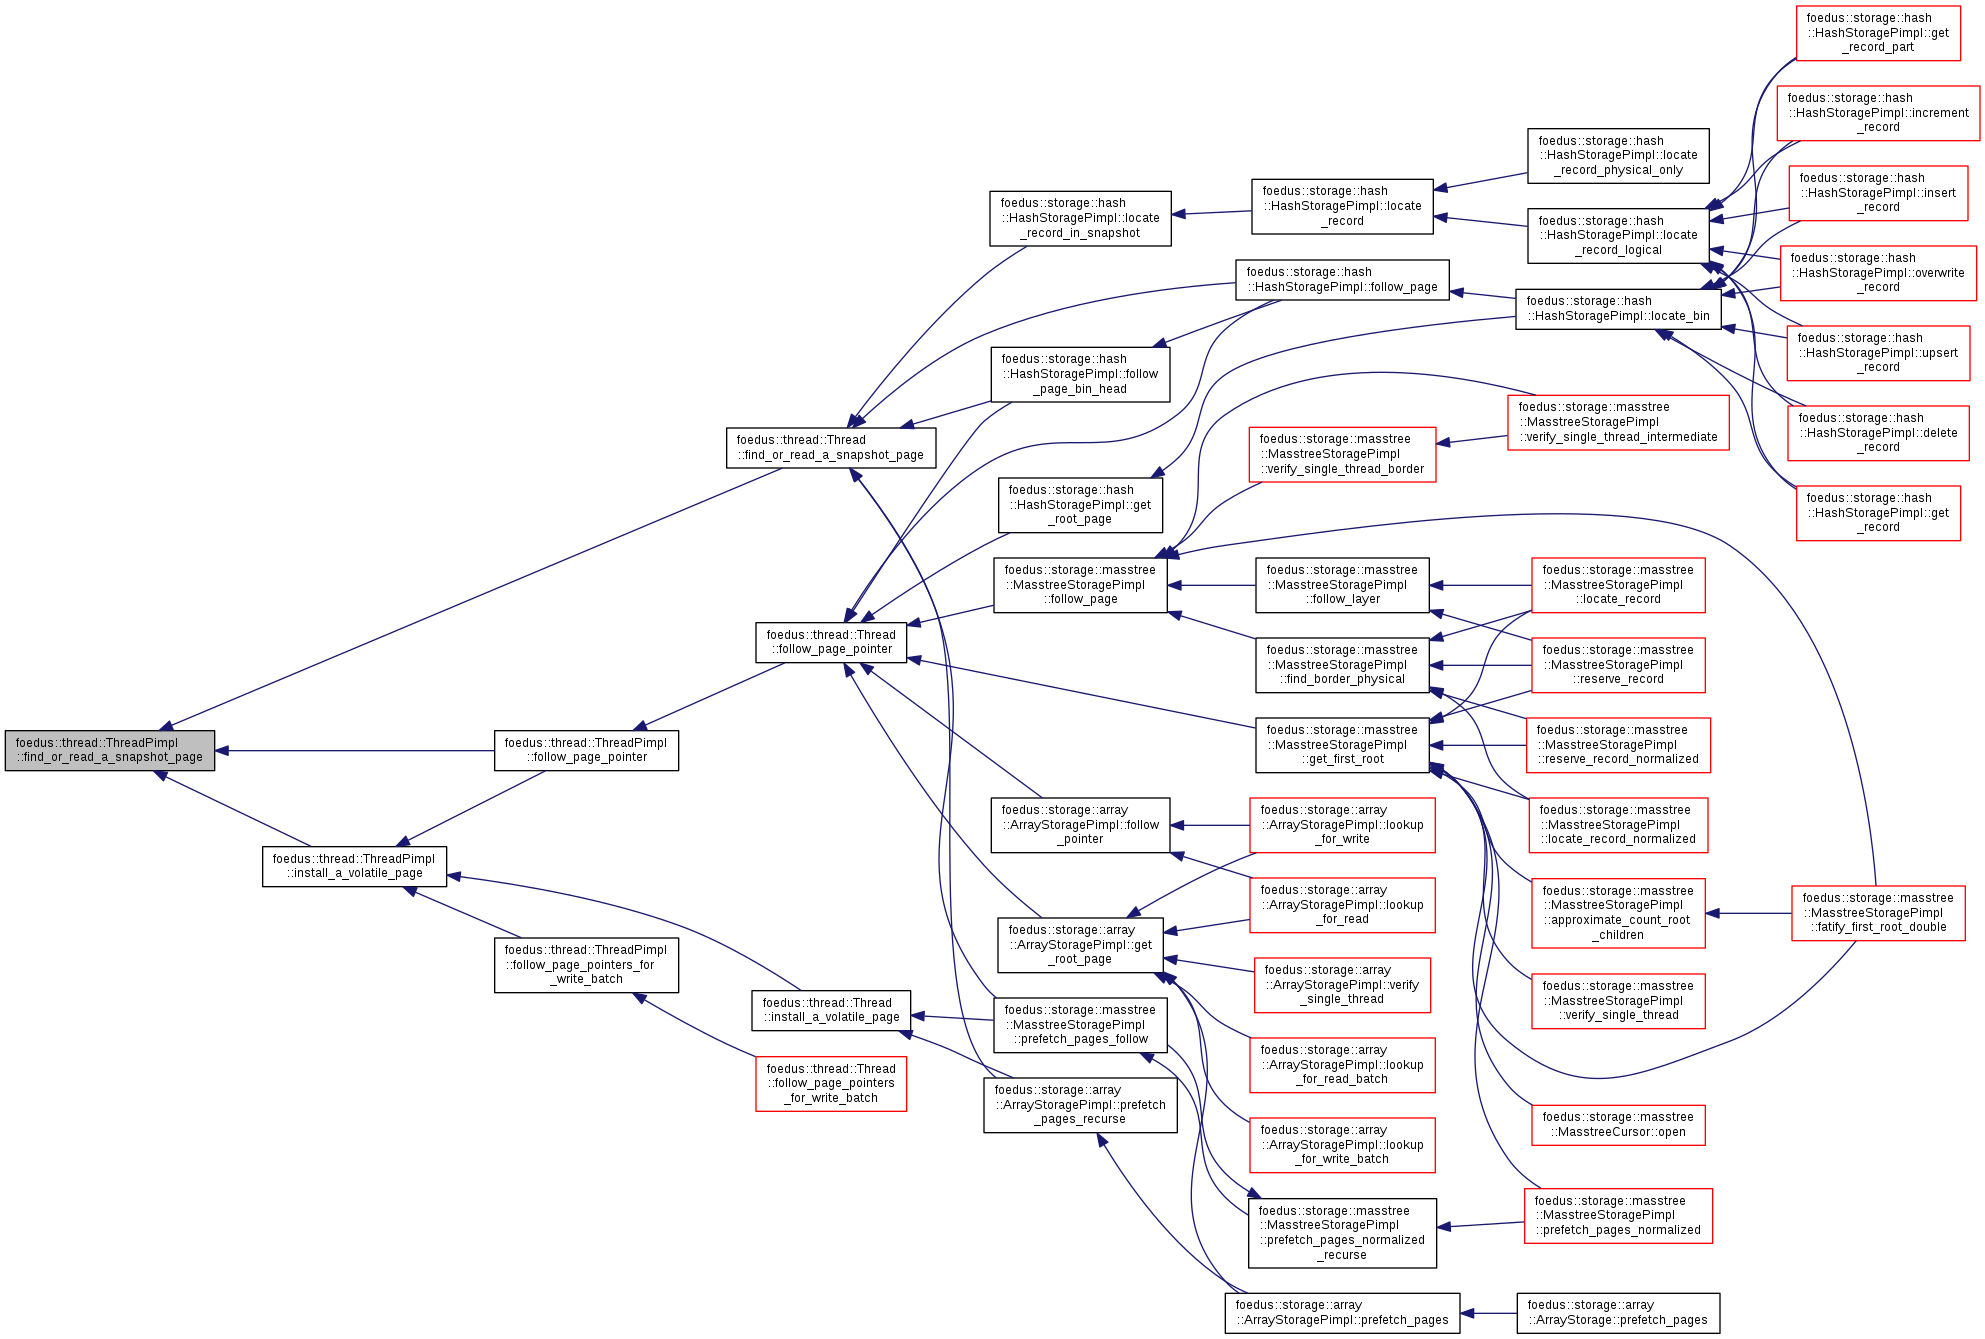 foedus::thread::ThreadPimpl
::find_or_read_a_snapshot_page
foedus::thread::Thread
::find_or_read_a_snapshot_page
foedus::thread::ThreadPimpl
::follow_page_pointer
foedus::thread::ThreadPimpl
::install_a_volatile_page
foedus::thread::ThreadPimpl
::follow_page_pointers_for
_write_batch
foedus::thread::Thread
::follow_page_pointer
foedus::thread::Thread
::install_a_volatile_page
foedus::thread::Thread
::follow_page_pointers
_for_write_batch
foedus::storage::hash
::HashStoragePimpl::locate
_record_in_snapshot
foedus::storage::hash
::HashStoragePimpl::follow
_page_bin_head
foedus::storage::hash
::HashStoragePimpl::get
_root_page
foedus::storage::masstree
::MasstreeStoragePimpl
::follow_page
foedus::storage::array
::ArrayStoragePimpl::follow
_pointer
foedus::storage::array
::ArrayStoragePimpl::get
_root_page
foedus::storage::masstree
::MasstreeStoragePimpl
::prefetch_pages_follow
foedus::storage::array
::ArrayStoragePimpl::prefetch
_pages_recurse
foedus::storage::hash
::HashStoragePimpl::locate
_record
foedus::storage::hash
::HashStoragePimpl::follow_page
foedus::storage::masstree
::MasstreeStoragePimpl
::verify_single_thread_border
foedus::storage::masstree
::MasstreeStoragePimpl
::follow_layer
foedus::storage::masstree
::MasstreeStoragePimpl
::find_border_physical
foedus::storage::masstree
::MasstreeStoragePimpl
::get_first_root
foedus::storage::array
::ArrayStoragePimpl::lookup
_for_write
foedus::storage::array
::ArrayStoragePimpl::lookup
_for_read
foedus::storage::array
::ArrayStoragePimpl::verify
_single_thread
foedus::storage::array
::ArrayStoragePimpl::lookup
_for_read_batch
foedus::storage::array
::ArrayStoragePimpl::lookup
_for_write_batch
foedus::storage::masstree
::MasstreeStoragePimpl
::prefetch_pages_normalized
_recurse
foedus::storage::array
::ArrayStoragePimpl::prefetch_pages
foedus::storage::hash
::HashStoragePimpl::locate
_record_physical_only
foedus::storage::hash
::HashStoragePimpl::locate
_record_logical
foedus::storage::hash
::HashStoragePimpl::locate_bin
foedus::storage::masstree
::MasstreeStoragePimpl
::verify_single_thread_intermediate
foedus::storage::masstree
::MasstreeStoragePimpl
::locate_record
foedus::storage::masstree
::MasstreeStoragePimpl
::reserve_record
foedus::storage::masstree
::MasstreeStoragePimpl
::reserve_record_normalized
foedus::storage::masstree
::MasstreeStoragePimpl
::locate_record_normalized
foedus::storage::masstree
::MasstreeStoragePimpl
::approximate_count_root
_children
foedus::storage::masstree
::MasstreeStoragePimpl
::verify_single_thread
foedus::storage::masstree
::MasstreeCursor::open
foedus::storage::masstree
::MasstreeStoragePimpl
::prefetch_pages_normalized
foedus::storage::array
::ArrayStorage::prefetch_pages
foedus::storage::hash
::HashStoragePimpl::get
_record_part
foedus::storage::hash
::HashStoragePimpl::increment
_record
foedus::storage::hash
::HashStoragePimpl::insert
_record
foedus::storage::hash
::HashStoragePimpl::overwrite
_record
foedus::storage::hash
::HashStoragePimpl::upsert
_record
foedus::storage::hash
::HashStoragePimpl::delete
_record
foedus::storage::hash
::HashStoragePimpl::get
_record
foedus::storage::masstree
::MasstreeStoragePimpl
::fatify_first_root_double